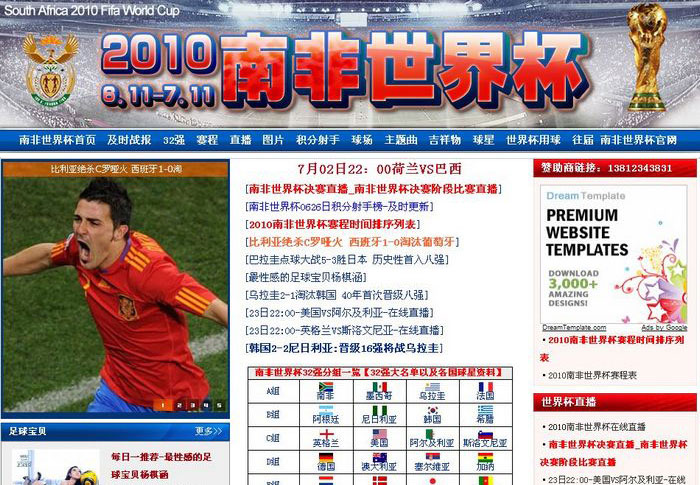 South Africa 2010 Fifa World Cup
2010
6.11-7.11
南非世界杯
南非世界杯首页 及时战报 32强 赛程 直播 图片 积分射手 球场 主题曲 吉祥物 球星 世界杯用球 往届 南非世界杯官网
比利亚绝杀C罗哑火 西班牙1-0淘
1 2 3 4 5
足球宝贝 更多>>
每日一推荐-最性感的足
球宝贝杨棋涵
7月02日22：00荷兰VS巴西
[南非世界杯决赛直播_南非世界杯决赛阶段比赛直播]
[南非世界杯0626日积分射手榜-及时更新]
[2010南非世界杯赛程时间排序列表]
[比利亚绝杀C罗哑火 西班牙1-0淘汰葡萄牙]
[巴拉圭点球大战5-3胜日本 历史性首入八强]
[最性感的足球宝贝杨棋涵]
[乌拉圭2-1淘汰韩国 40年首次晋级八强]
[23日22:00-美国VS阿尔及利亚-在线直播]
[23日22:00-英格兰VS斯洛文尼亚-在线直播]
[韩国2-2尼日利亚:晋级16强将战乌拉圭]
南非世界杯32强分组一览【32强大名单以及各国球星资料】
A组 南非 墨西哥 乌拉圭 法国
B组 阿根廷 尼日利亚 韩国 希腊
C组 英格兰 美国 阿尔及利亚 斯洛文尼亚
D组 德国 澳大利亚 塞尔维亚 加纳
赞助商链接：13812343831
Dream Template
PREMIUM
WEBSITE
TEMPLATES
DOWNLOAD
3,000+
AMAZING
DESIGNS!
DreamTemplate.com Ads by Google
• 2010南非世界杯赛程时间排序列
表
• 2010南非世界杯赛程表
世界杯直播
• 2010南非世界杯在线直播
• 南非世界杯决赛直播_南非世界杯
决赛阶段比赛直播
• 23日22:00-美国VS阿尔及利亚-在